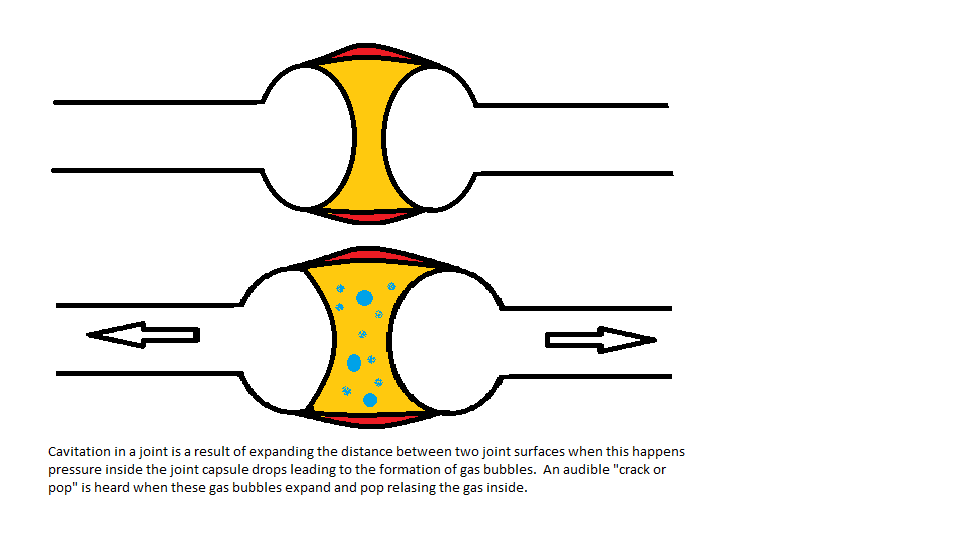 Cavitation in a joint is a result of expanding the distance between two joint surfaces when this happens
pressure inside the joint capsule drops leading to the formation of gas bubbles.  An audible "crack or
pop" is heard when these gas bubbles expand and pop relasing the gas inside.